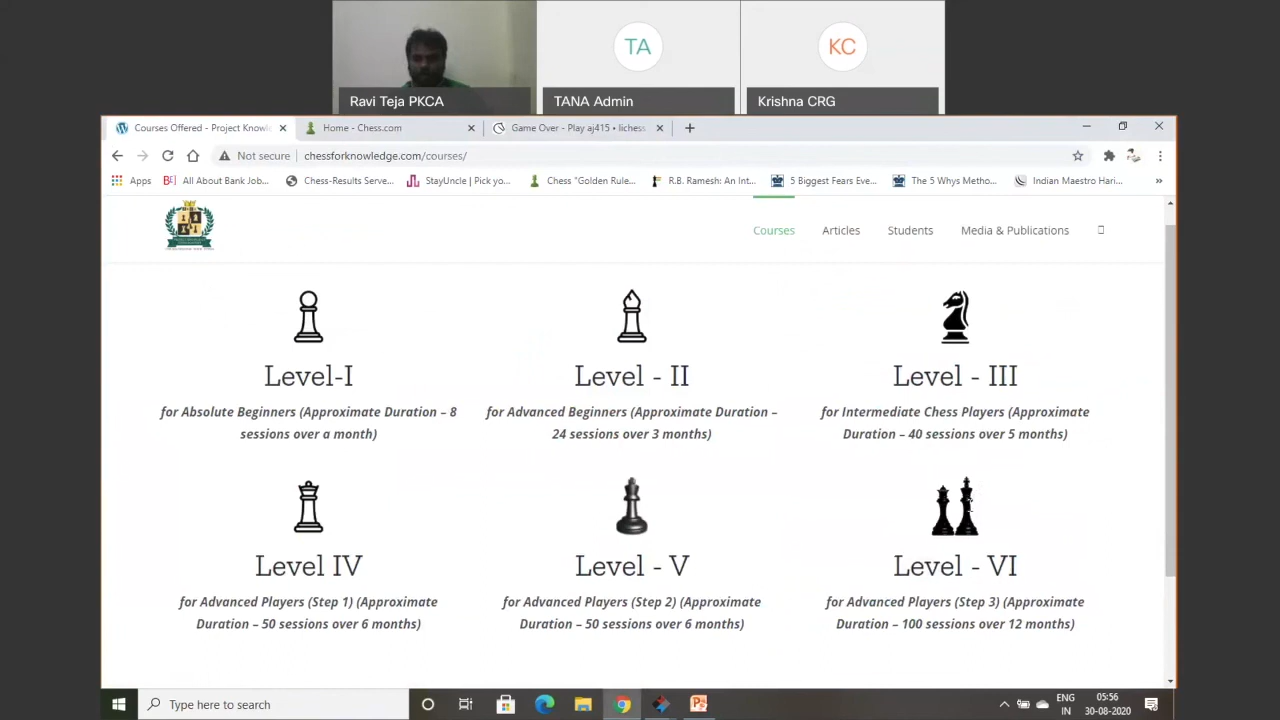 TA
KC
Ravi Teja PKCA
TANA Admin
Krishna CRG
Courses Offered - Project Knowl
Home - Chess.com
Game Over - Play aj415 • lichess
Not secure
chessforknowledge.com/courses/
Apps
All About Bank Job...
Chess-Results Serve...
StayUncle | Pick yo...
Chess "Golden Rule...
R.B. Ramesh: An Int...
5 Biggest Fears Eve...
The 5 Whys Metho...
Indian Maestro Hari...
»
Courses
Articles
Students
Media & Publications
Level-I
for Absolute Beginners (Approximate Duration – 8
sessions over a month)
Level - II
for Advanced Beginners (Approximate Duration –
24 sessions over 3 months)
Level - III
for Intermediate Chess Players (Approximate
Duration – 40 sessions over 5 months)
Level IV
for Advanced Players (Step 1) (Approximate
Duration – 50 sessions over 6 months)
Level - V
for Advanced Players (Step 2) (Approximate
Duration – 50 sessions over 6 months)
Level - VI
for Advanced Players (Step 3) (Approximate
Duration – 100 sessions over 12 months)
Type here to search
ENG
IN
05:56
30-08-2020